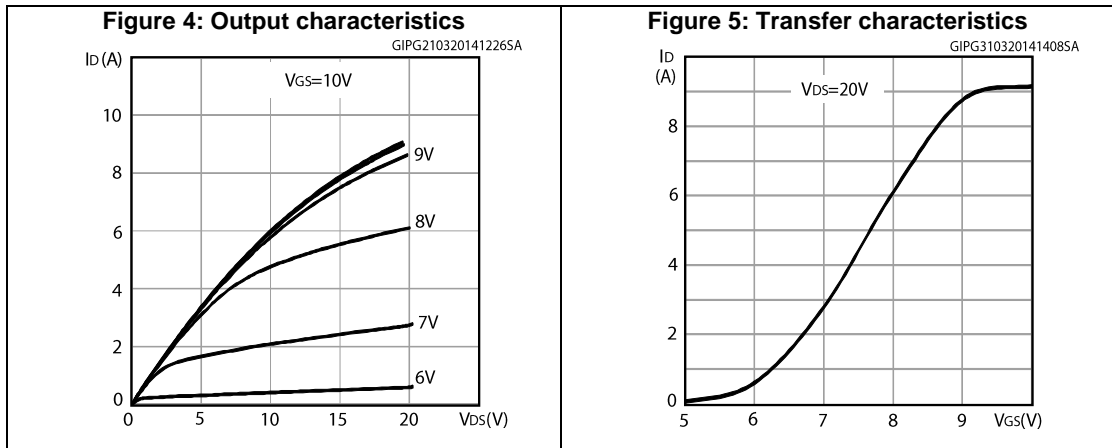 Figure 4: Output characteristics
GIPG210320141226SA
ID (A)
VGS=10V
10
8
6
4
2
0
9V
8V
7V
6V
0 5 10 15 20 VDS(V)
Figure 5: Transfer characteristics
GIPG310320141408SA
ID
(A)
VDS=20V
8
6
4
2
0
5 6 7 8 9 VGS(V)